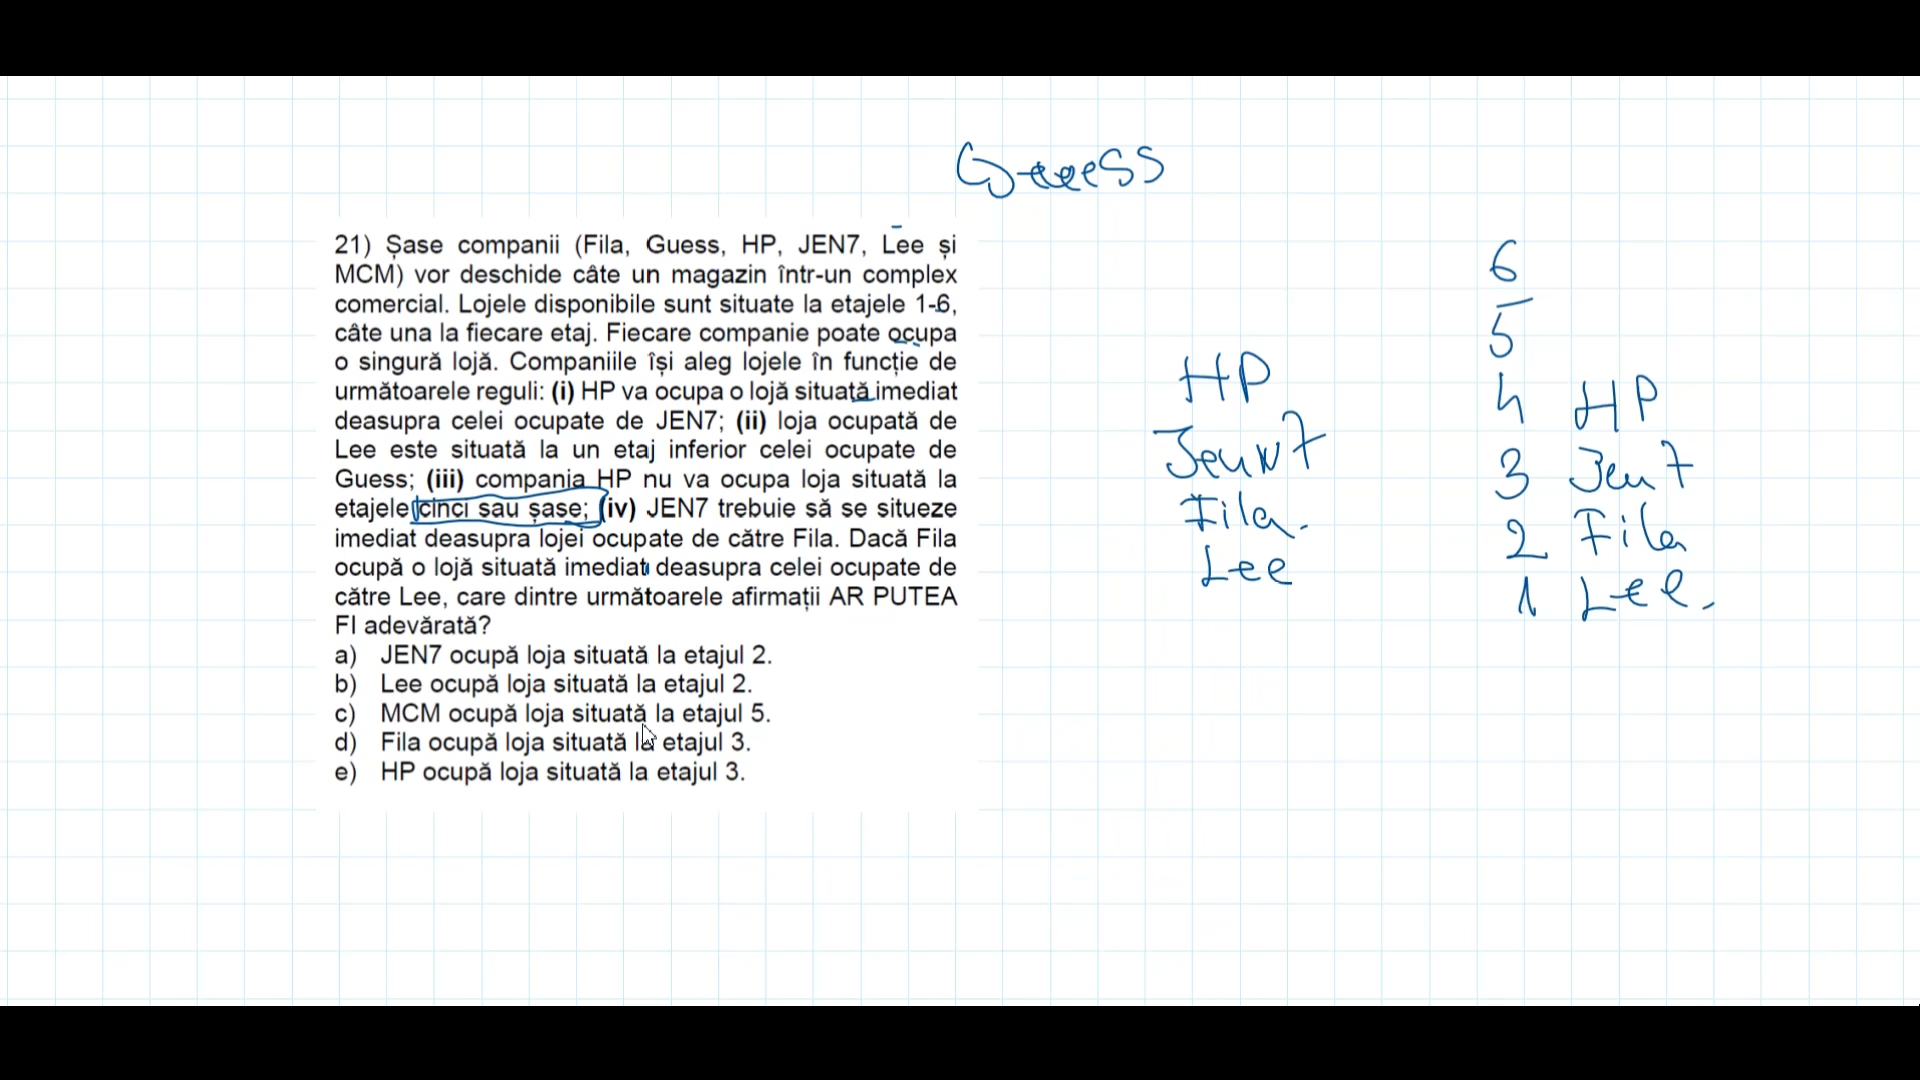 Guess
21) Șase companii (Fila, Guess, HP, JEN7, Lee și
MCM) vor deschide câte un magazin într-un complex
comercial. Lojele disponibile sunt situate la etajele 1-6,
câte una la fiecare etaj. Fiecare companie poate ocupa
o singură lojă. Companiile își aleg lojele în funcție de
următoarele reguli: (i) HP va ocupa o lojă situată imediat
deasupra celei ocupate de JEN7; (ii) loja ocupată de
Lee este situată la un etaj inferior celei ocupate de
Guess; (iii) compania HP nu va ocupa loja situată la
etajele cinci sau șase; (iv) JEN7 trebuie să se situeze
imediat deasupra lojei ocupate de către Fila. Dacă Fila
ocupă o lojă situată imediat deasupra celei ocupate de
către Lee, care dintre următoarele afirmații AR PUTEA
FI adevărată?
a) JEN7 ocupă loja situată la etajul 2.
b) Lee ocupă loja situată la etajul 2.
c) MCM ocupă loja situată la etajul 5.
d) Fila ocupă loja situată la etajul 3.
e) HP ocupă loja situată la etajul 3.
HP
Jen7
Fila.
Lee
6
5
4 HP
3 Jen7
2 Fila
1 Lee.